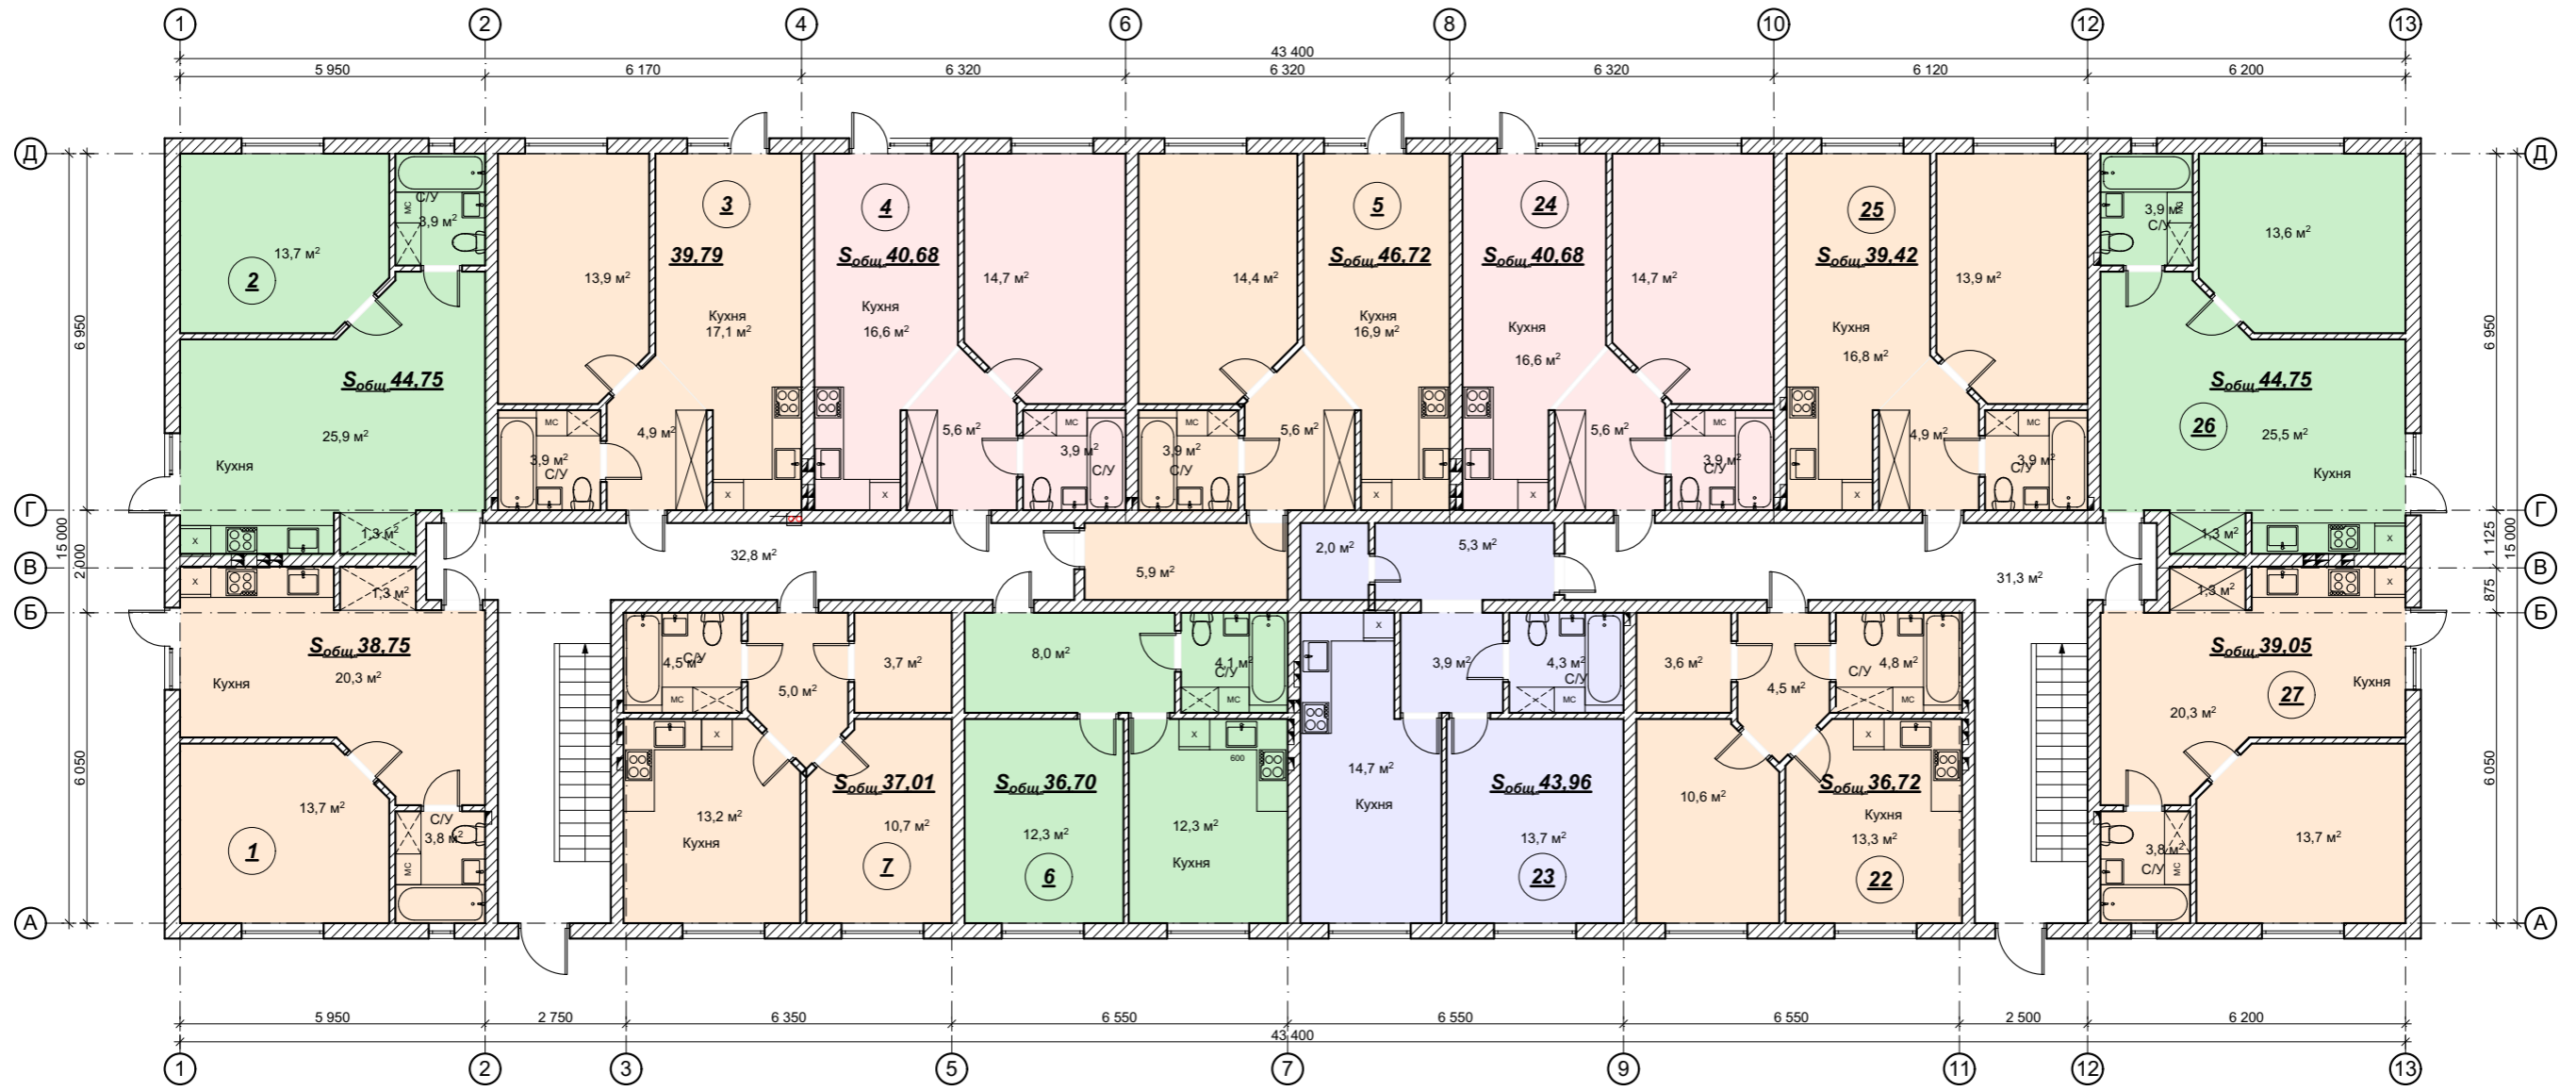 1 2 4 6 8 10 12 13
43 400
5 950 6 170 6 320 6 320 6 320 6 120 6 200
Д Д
С/У
МС
3,9 м²
13,7 м²
2
3
39,79
13,9 м²
Кухня
17,1 м²
4
Sобщ.40,68
Кухня
16,6 м²
14,7 м²
5
Sобщ.46,72
14,4 м²
Кухня
16,9 м²
24
Sобщ.40,68
Кухня
16,6 м²
14,7 м²
25
Sобщ.39,42
Кухня
16,8 м²
13,9 м²
3,9 м²
С/У
13,6 м²
6 950
6 950
Sобщ.44,75
25,9 м²
Кухня
Sобщ.44,75
26
25,5 м²
Кухня
МС
3,9 м²
С/У
4,9 м²
X
5,6 м²
X
МС
3,9 м²
С/У
МС
3,9 м²
С/У
5,6 м²
X
5,6 м²
X
МС
3,9 м²
С/У
4,9 м²
X
МС
3,9 м²
С/У
Г Г
15 000
2 000
1 125
15 000
875
X
1,3 м²
32,8 м²
5,9 м²
2,0 м²
5,3 м²
31,3 м²
1,3 м²
X
В В
X
1,3 м²
1,3 м²
X
Б Б
Sобщ.38,75
20,3 м²
Кухня
4,5 м²
С/У
МС
5,0 м²
3,7 м²
8,0 м²
4,1 м²
С/У
МС
X
3,9 м²
4,3 м²
С/У
МС
3,6 м²
4,5 м²
4,8 м²
С/У
МС
Sобщ.39,05
Кухня
27
20,3 м²
6 050
6 050
13,7 м²
1
С/У
3,8 м²
МС
X
13,2 м²
Кухня
Sобщ.37,01
10,7 м²
7
Sобщ.36,70
12,3 м²
6
X
600
12,3 м²
Кухня
14,7 м²
Кухня
Sобщ.43,96
13,7 м²
23
10,6 м²
X
Sобщ.36,72
Кухня
13,3 м²
22
3,8 м²
С/У
МС
13,7 м²
А А
5 950 2 750 6 350 6 550 6 550 6 550 2 500 6 200
43 400
1 2 3 5 7 9 11 12 13